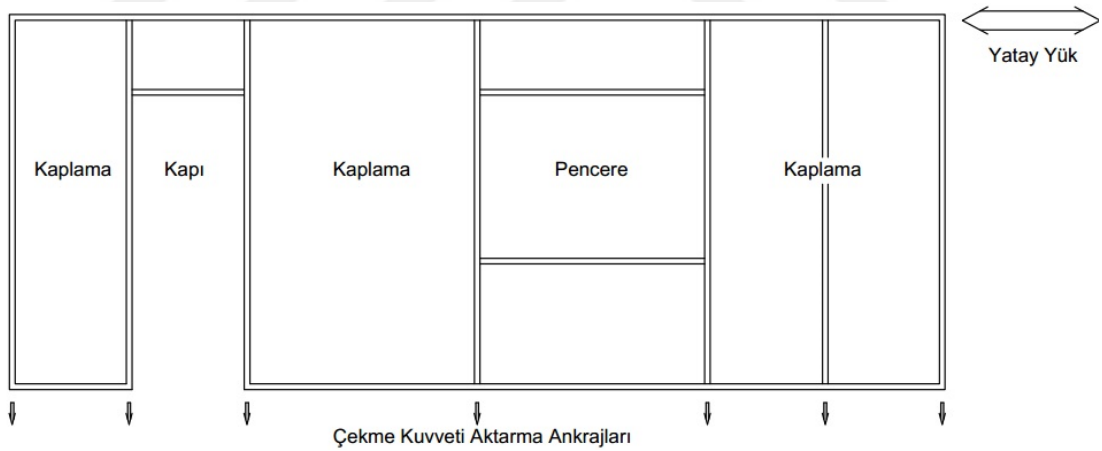 Yatay Yük
Kaplama
Kapı
Kaplama
Pencere
Kaplama
Çekme Kuvveti Aktarma Ankrajları